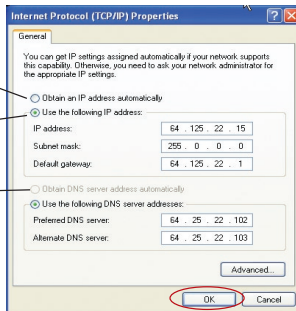 Internet Protocol (TCP/IP) Properties
General
You can get IP settings assigned automatically if your network supports
this capability. Otherwise, you need to ask your network administrator for
the appropriate IP settings.
Obtain an IP address automatically
Use the following IP address:
IP address: 64 . 125 . 22 . 15
Subnet mask: 255 . 0 . 0 . 0
Default gateway: 64 . 125 . 22 . 1
Obtain DNS server address automatically
Use the following DNS server addresses:
Preferred DNS server: 64 . 25 . 22 . 102
Alternate DNS server: 64 . 25 . 22 . 103
Advanced...
OK Cancel